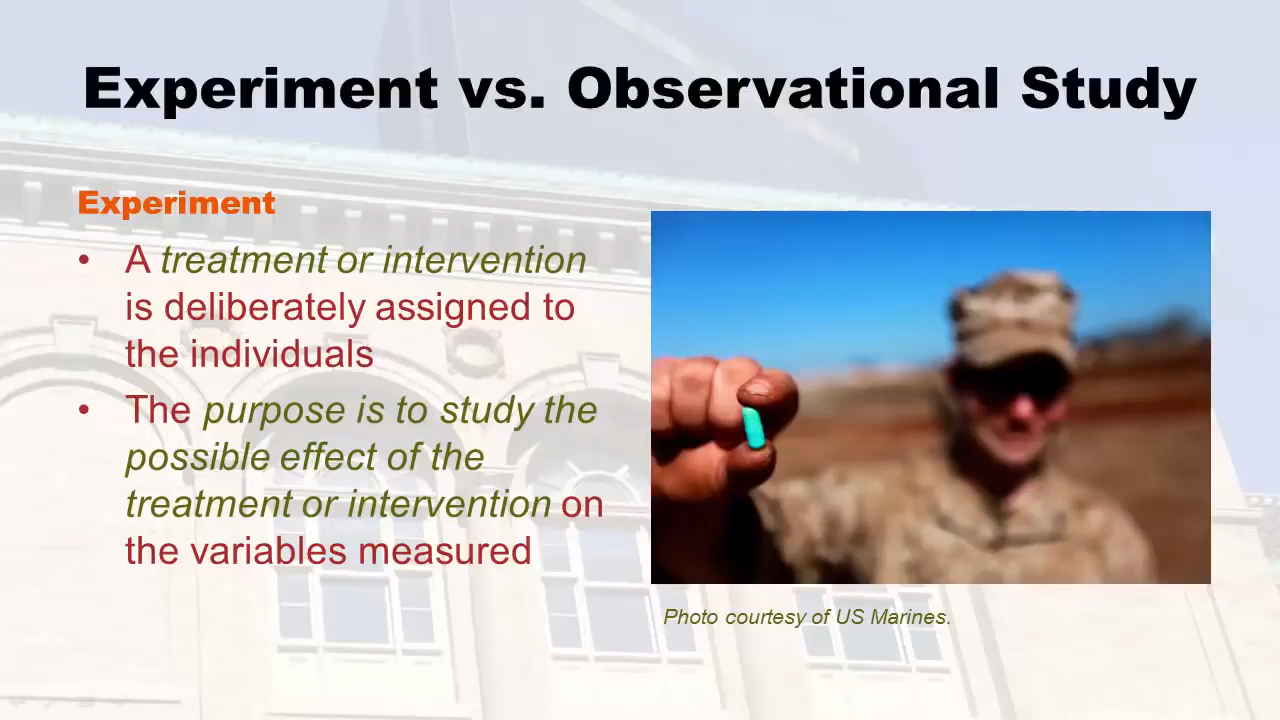 Experiment vs. Observational Study
Experiment
• A treatment or intervention
is deliberately assigned to
the individuals
• The purpose is to study the
possible effect of the
treatment or intervention on
the variables measured
Photo courtesy of US Marines.